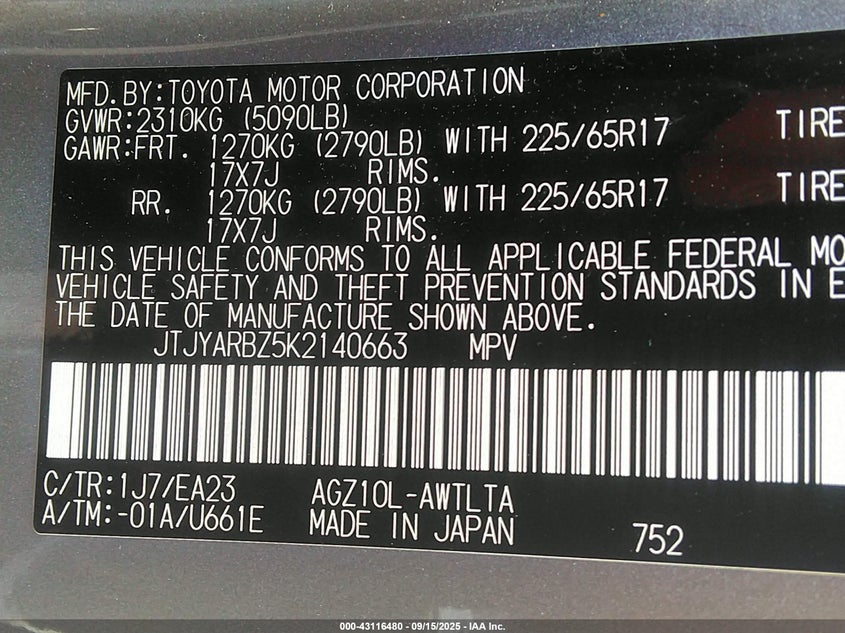 MFD.BY:TOYOTA MOTOR CORPORATION
GVWR:2310KG (5090LB)
GAWR:FRT. 1270KG (2790LB) WITH 225/65R17 TIRE
17X7J RIMS.
RR. 1270KG (2790LB) WITH 225/65R17 TIRE
17X7J RIMS.
THIS VEHICLE CONFORMS TO ALL APPLICABLE FEDERAL MO
VEHICLE SAFETY AND THEFT PREVENTION STANDARDS IN E
THE DATE OF MANUFACTURE SHOWN ABOVE.
JTJYARBZ5K2140663 MPV
C/TR:1J7/EA23 AGZ10L-AWTLTA
A/TM:-01A/U661E MADE IN JAPAN 752
000-43116480 - 09/15/2025 - IAA Inc.